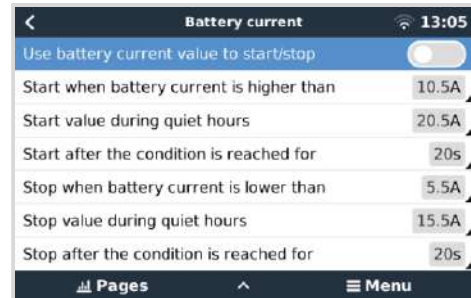 Battery current 13:05
Use battery current value to start/stop
Start when battery current is higher than 10.5A
Start value during quiet hours 20.5A
Start after the condition is reached for 20s
Stop when battery current is lower than 5.5A
Stop value during quiet hours 15.5A
Stop after the condition is reached for 20s
Pages Menu